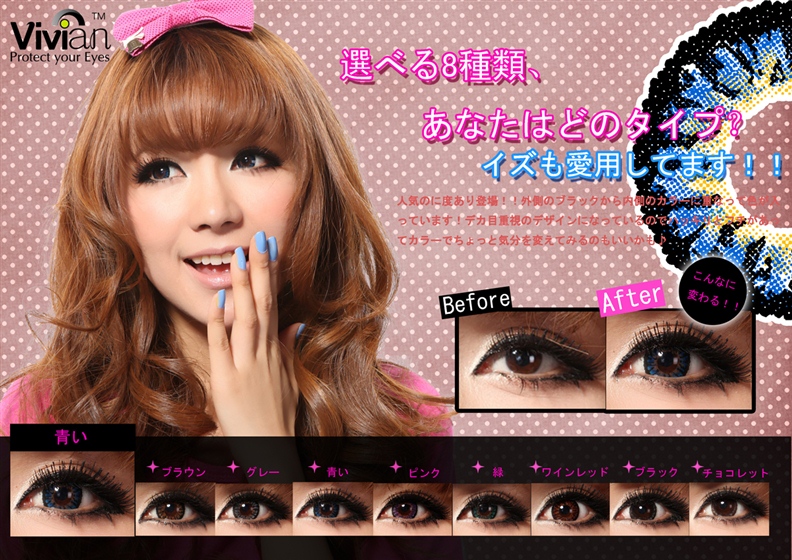 Vivian™
Protect your Eyes
選べる8種類、
あなたはどのタイプ?
イズも愛用してます！！
人気のに度あり登場！！外側のブラックから内側のカラーに
っています！デカ目重視のデザインになっているので
てカラーでちょっと気分を変えてみるのもいいかも♪
こんなに
変わる！！
Before
After
青い
ブラウン
グレー
青い
ピンク
緑
ワインレッド
ブラック
チョコレット